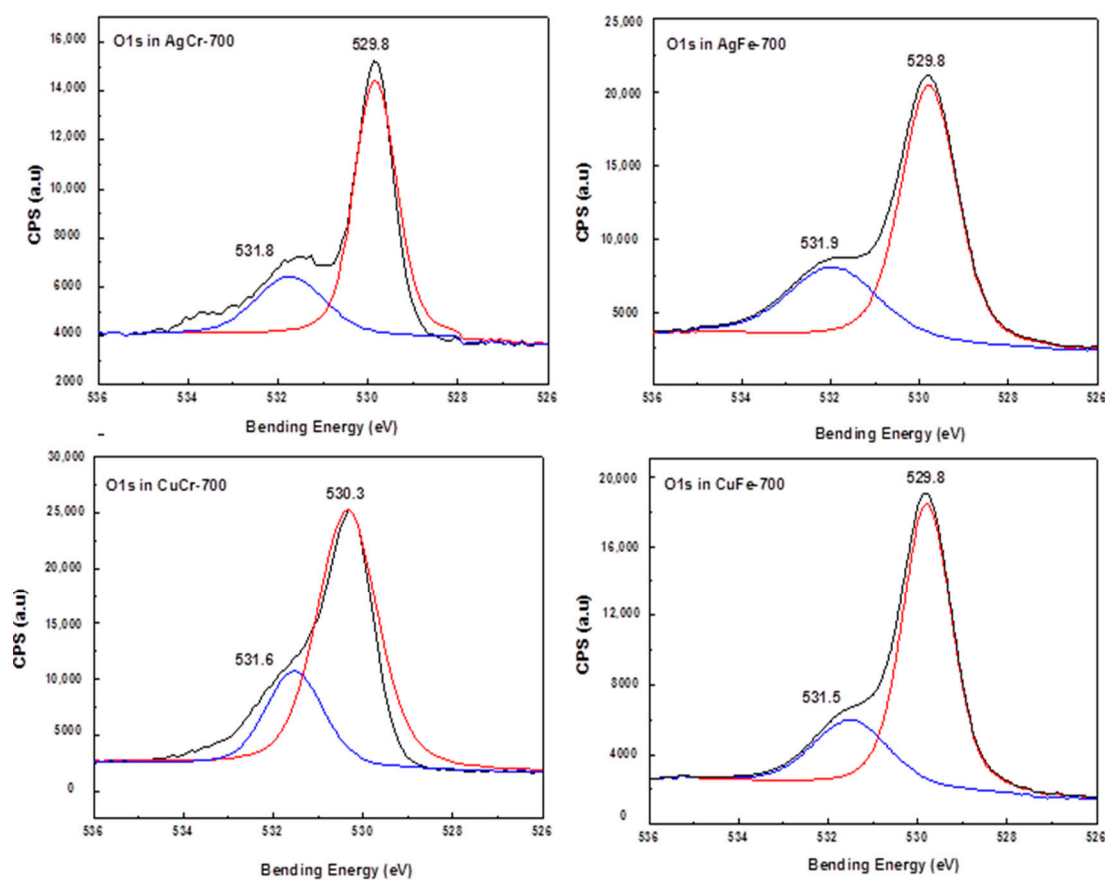 O1s in AgCr-700
529.8
531.8
CPS (a.u)
16,000
14,000
12,000
10,000
8000
6000
4000
2000
536 534 532 530 528 526
Bending Energy (eV)
O1s in AgFe-700
529.8
531.9
CPS (a.u)
25,000
20,000
15,000
10,000
5000
0
536 534 532 530 528 526
Bending Energy (eV)
O1s in CuCr-700
530.3
531.6
CPS (a.u)
30,000
25,000
20,000
15,000
10,000
5000
0
536 534 532 530 528 526
Bending Energy (eV)
O1s in CuFe-700
529.8
531.5
CPS (a.u)
20,000
16,000
12,000
8000
4000
0
536 534 532 530 528 526
Bending Energy (eV)